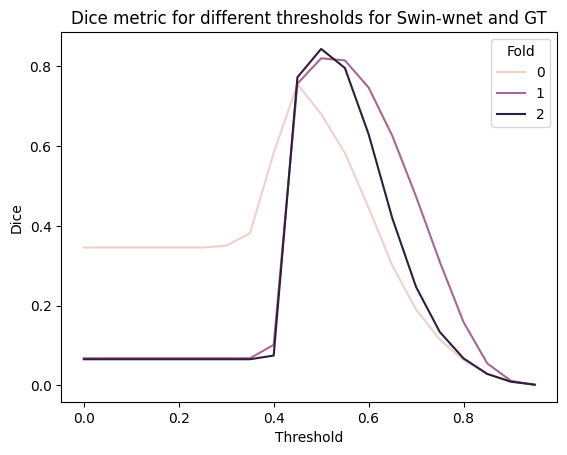 Dice metric for different thresholds for Swin-wnet and GT
Fold
0
1
2
0.8
0.6
0.4
0.2
0.0
Dice
0.0 0.2 0.4 0.6 0.8
Threshold